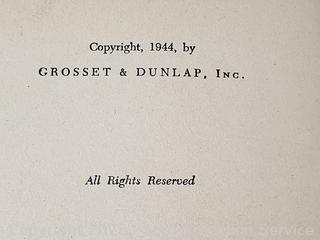 Copyright, 1944, by
GROSSET & DUNLAP, Inc.
All Rights Reserved